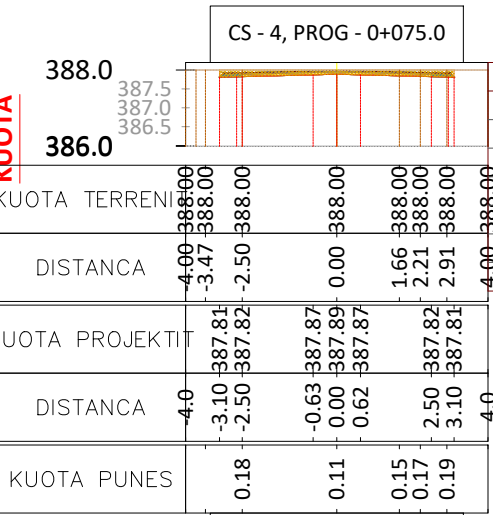 CS - 4, PROG - 0+075.0
KUOTA
388.0
387.5
387.0
386.5
386.0
KUOTA TERRENIT 388.00 388.00 388.00 388.00 388.00 388.00 388.00 388.00
DISTANCA -4.00 -3.47 -2.50 0.00 1.66 2.21 2.91 4.00
UOTA PROJEKTIT 387.81 387.82 387.87 387.89 387.87 387.82 387.81
DISTANCA -4.0 -3.10 -2.50 -0.63 0.00 0.62 2.50 3.10 4.0
KUOTA PUNES 0.18 0.11 0.15 0.17 0.19